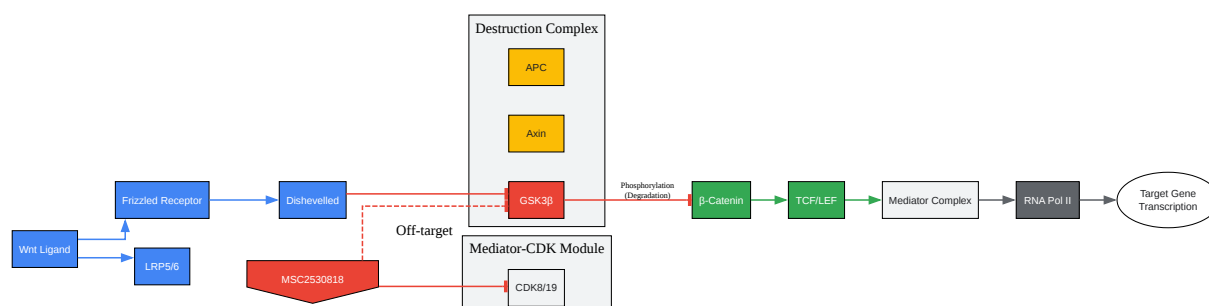 Destruction Complex
APC
Axin
Frizzled Receptor
Dishevelled
GSK3β
Phosphorylation
(Degradation)
β-Catenin
TCF/LEF
Mediator Complex
RNA Pol II
Target Gene
Transcription
Wnt Ligand
LRP5/6
Off-target
Mediator-CDK Module
MSC2530818
CDK8/19